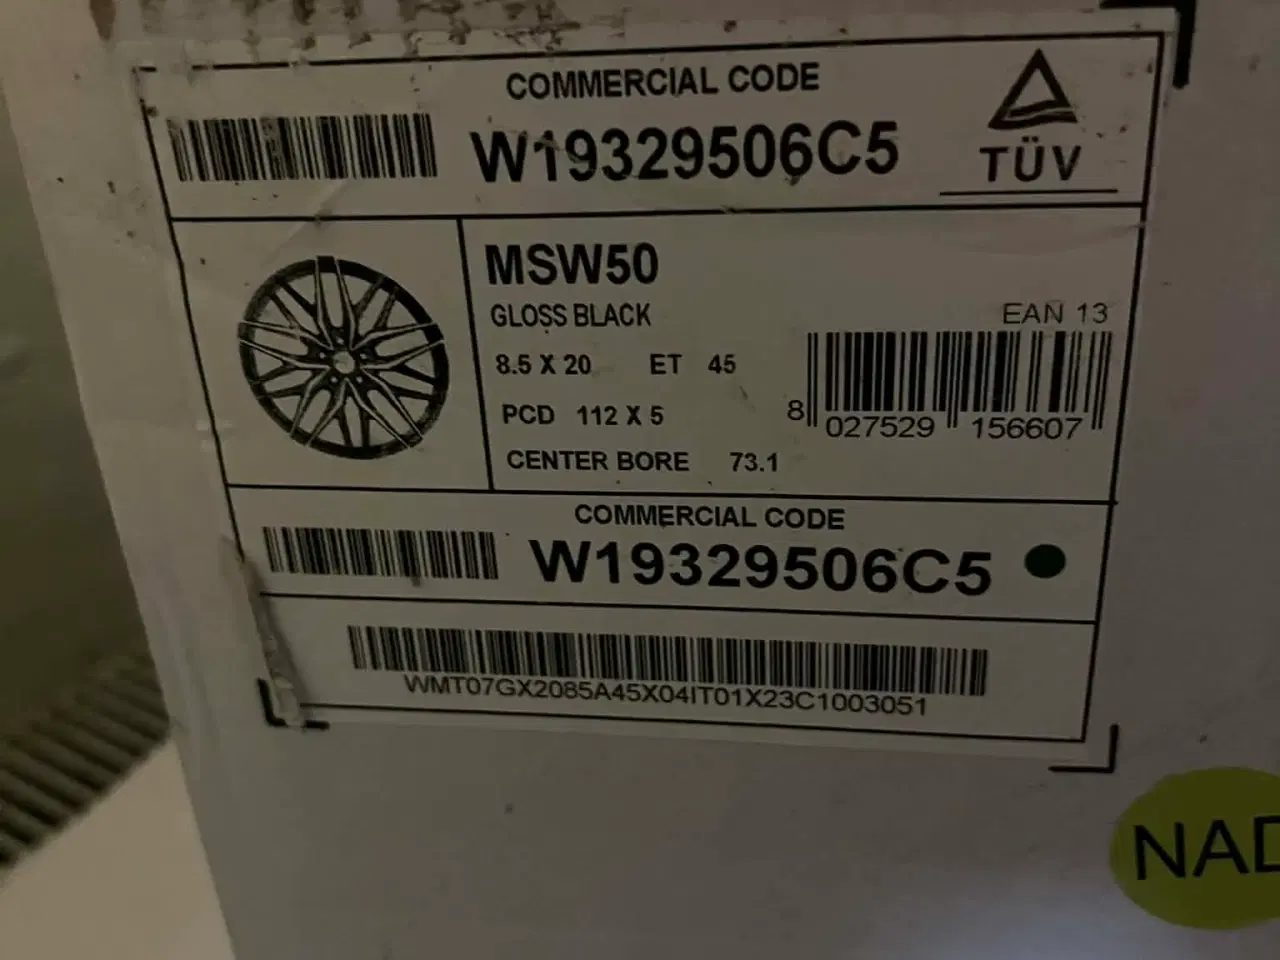 COMMERCIAL CODE
W19329506C5
TÜV
MSW50
GLOSS BLACK
8.5 X 20 ET 45
PCD 112 X 5
CENTER BORE 73.1
EAN 13
8 027529 156607
COMMERCIAL CODE
W19329506C5
WMT07GX2085A45X04IT01X23C1003051
NAD